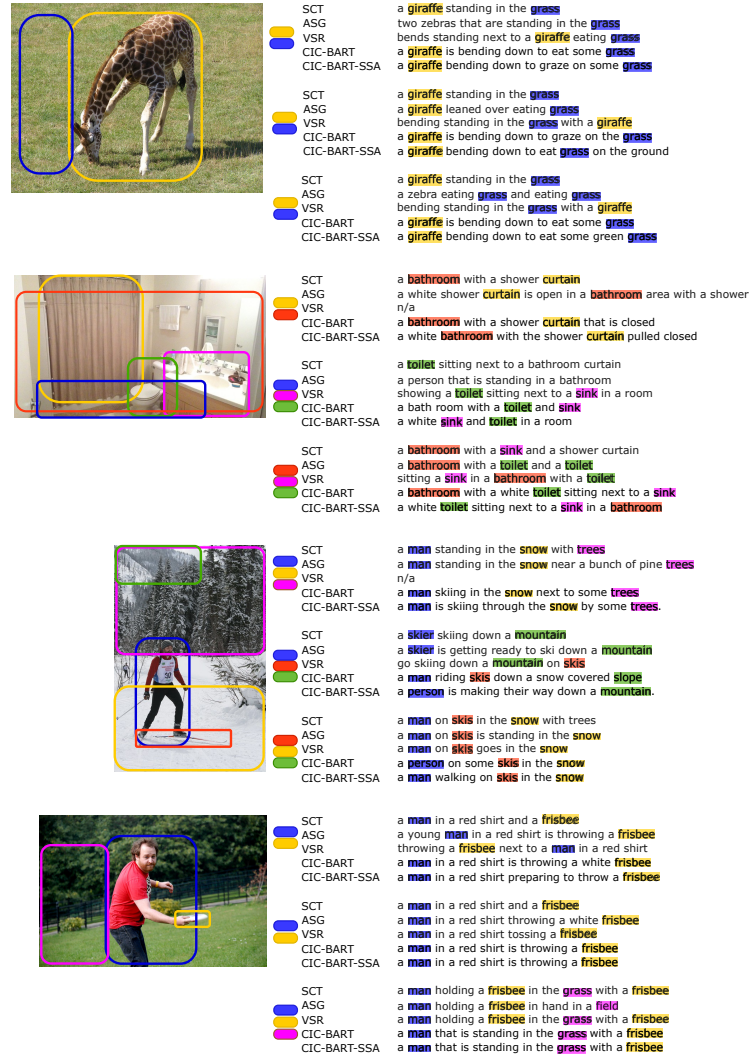 SCT a giraffe standing in the grass
ASG two zebras that are standing in the grass
VSR bends standing next to a giraffe eating grass
CIC-BART a giraffe is bending down to eat some grass
CIC-BART-SSA a giraffe bending down to graze on some grass
SCT a giraffe standing in the grass
ASG a giraffe leaned over eating grass
VSR bending standing in the grass with a giraffe
CIC-BART a giraffe is bending down to graze on the grass
CIC-BART-SSA a giraffe bending down to eat grass on the ground
SCT a giraffe standing in the grass
ASG a zebra eating grass and eating grass
VSR bending standing in the grass with a giraffe
CIC-BART a giraffe is bending down to eat some grass
CIC-BART-SSA a giraffe bending down to eat some green grass
SCT a bathroom with a shower curtain
ASG a white shower curtain is open in a bathroom area with a shower
VSR n/a
CIC-BART a bathroom with a shower curtain that is closed
CIC-BART-SSA a white bathroom with the shower curtain pulled closed
SCT a toilet sitting next to a bathroom curtain
ASG a person that is standing in a bathroom
VSR showing a toilet sitting next to a sink in a room
CIC-BART a bath room with a toilet and sink
CIC-BART-SSA a white sink and toilet in a room
SCT a bathroom with a sink and a shower curtain
ASG a bathroom with a toilet and a toilet
VSR sitting a sink in a bathroom with a toilet
CIC-BART a bathroom with a white toilet sitting next to a sink
CIC-BART-SSA a white toilet sitting next to a sink in a bathroom
SCT a man standing in the snow with trees
ASG a man standing in the snow near a bunch of pine trees
VSR n/a
CIC-BART a man skiing in the snow next to some trees
CIC-BART-SSA a man is skiing through the snow by some trees.
SCT a skier skiing down a mountain
ASG a skier is getting ready to ski down a mountain
VSR go skiing down a mountain on skis
CIC-BART a man riding skis down a snow covered slope
CIC-BART-SSA a person is making their way down a mountain.
SCT a man on skis in the snow with trees
ASG a man on skis is standing in the snow
VSR a man on skis goes in the snow
CIC-BART a person on some skis in the snow
CIC-BART-SSA a man walking on skis in the snow
SCT a man in a red shirt and a frisbee
ASG a young man in a red shirt is throwing a frisbee
VSR throwing a frisbee next to a man in a red shirt
CIC-BART a man in a red shirt is throwing a white frisbee
CIC-BART-SSA a man in a red shirt preparing to throw a frisbee
SCT a man in a red shirt and a frisbee
ASG a man in a red shirt throwing a white frisbee
VSR a man in a red shirt tossing a frisbee
CIC-BART a man in a red shirt is throwing a frisbee
CIC-BART-SSA a man in a red shirt is throwing a frisbee
SCT a man holding a frisbee in the grass with a frisbee
ASG a man holding a frisbee in hand in a field
VSR a man holding a frisbee in the grass with a frisbee
CIC-BART a man that is standing in the grass with a frisbee
CIC-BART-SSA a man that is standing in the grass with a frisbee